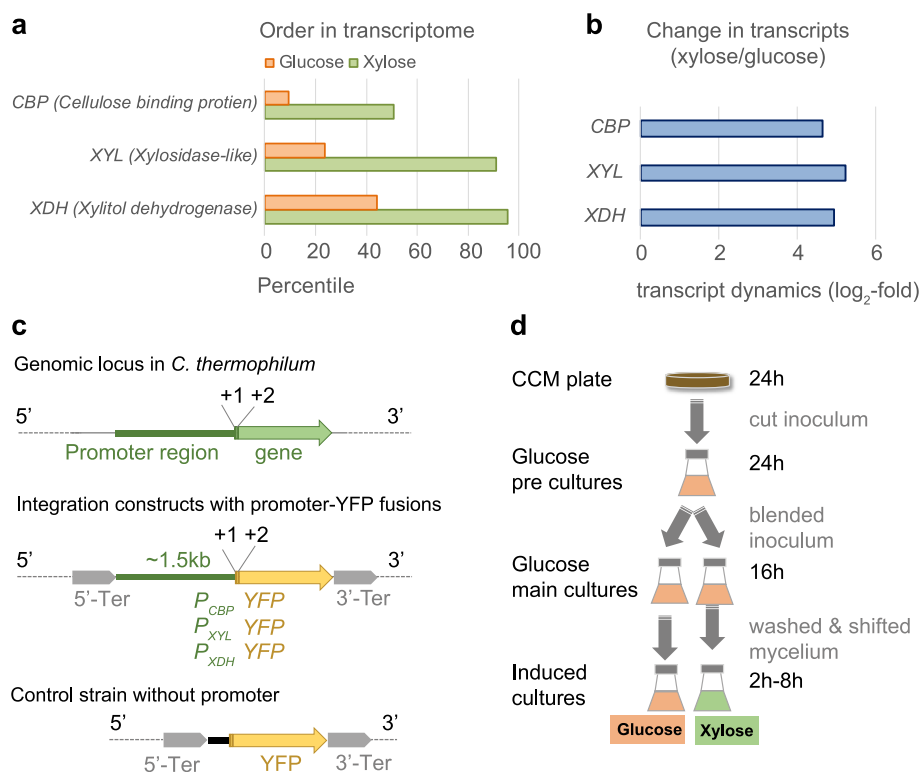 a
Order in transcriptome
Glucose Xylose
CBP (Cellulose binding protien)
XYL (Xylosidase-like)
XDH (Xylitol dehydrogenase)
0 20 40 60 80 100
Percentile
b
Change in transcripts
(xylose/glucose)
CBP
XYL
XDH
0 2 4 6
transcript dynamics (log2-fold)
c
Genomic locus in C. thermophilum
+1 +2
5’ 3’
Promoter region gene
Integration constructs with promoter-YFP fusions
+1 +2
5’ 3’
~1.5kb
5’-Ter 3’-Ter
PCBP YFP
PXYL YFP
PXDH YFP
Control strain without promoter
5’ 3’
5’-Ter YFP 3’-Ter
d
CCM plate 24h
cut inoculum
Glucose
pre cultures
24h
blended
inoculum
Glucose
main cultures
16h
washed & shifted
mycelium
Induced
cultures
2h-8h
Glucose Xylose